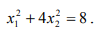 x₁² + 4x₂² = 8 .